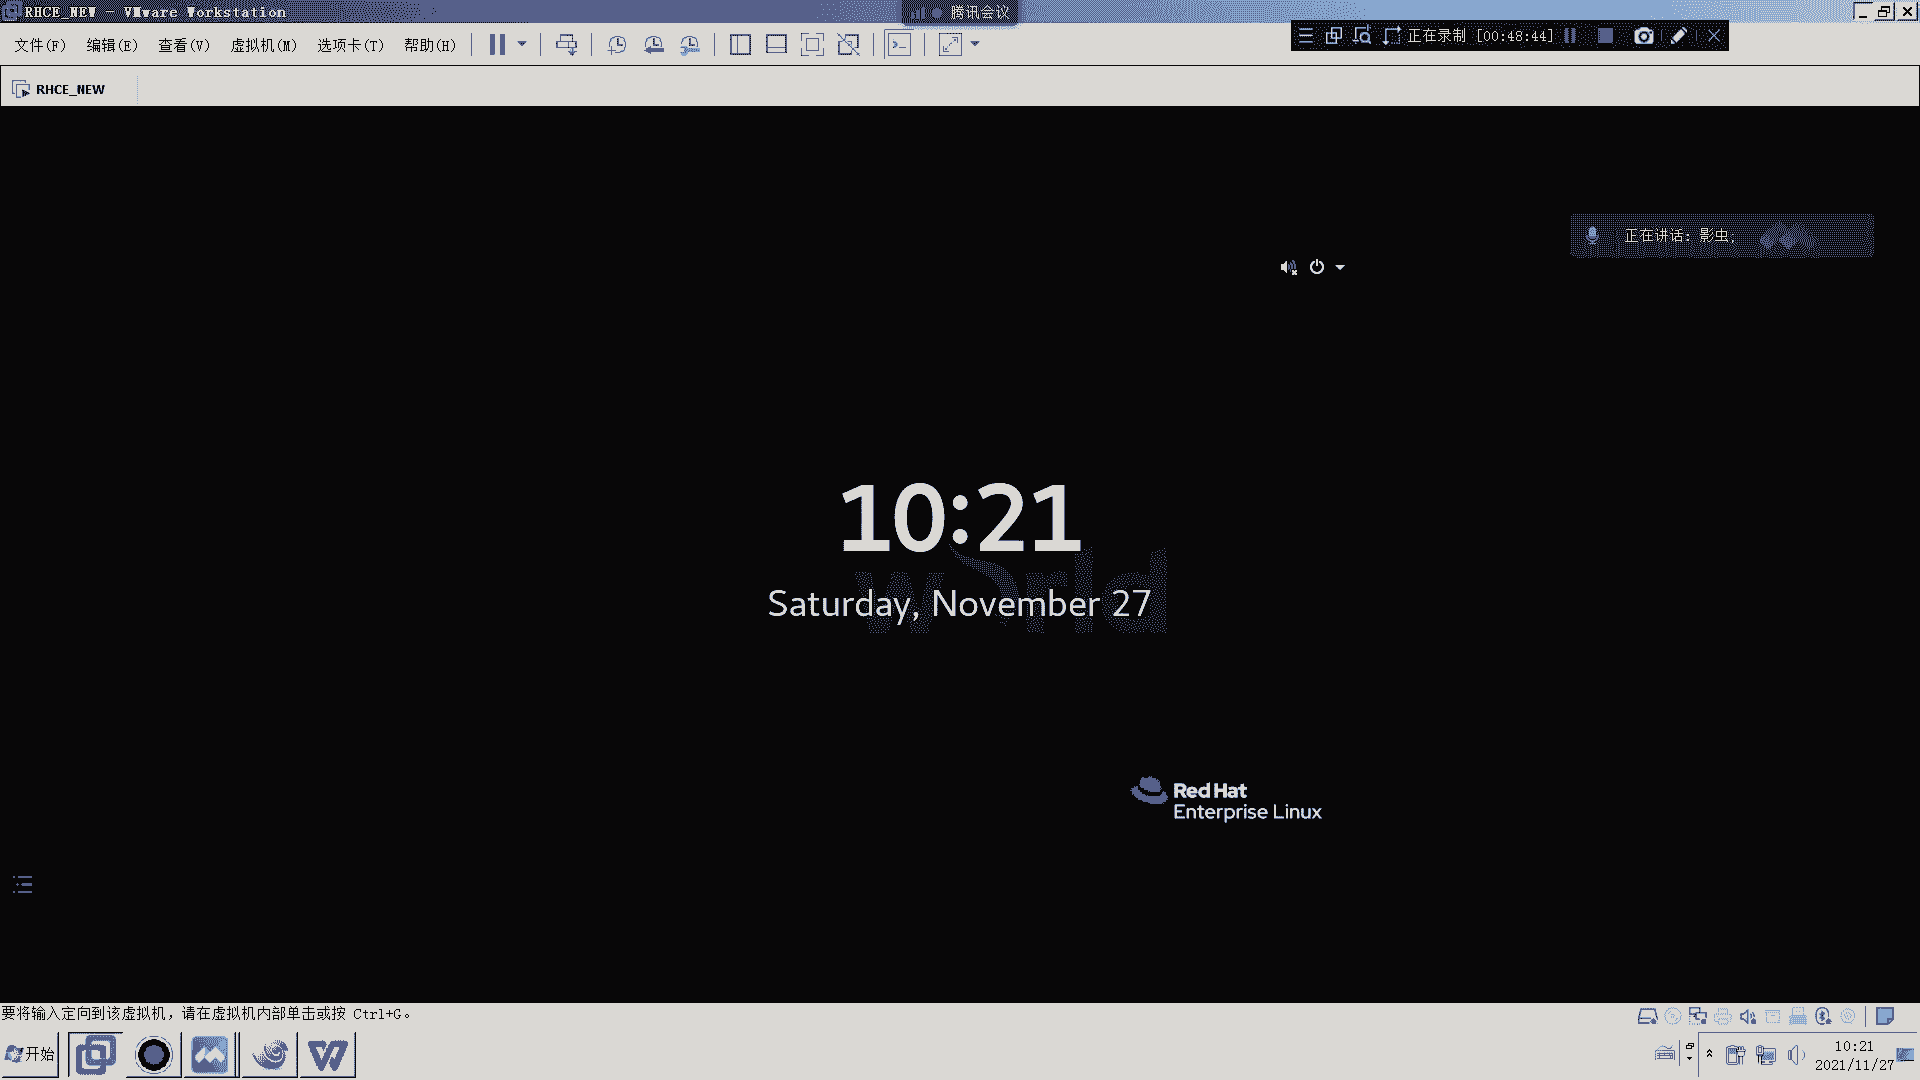 RHCE_NEW - VMware Workstation
腾讯会议
文件(F) 编辑(E) 查看(V) 虚拟机(M) 选项卡(T) 帮助(H)
正在录制 [00:48:44]
RHCE_NEW
正在讲话: 影虫;
10:21
world
Saturday, November 27
Red Hat
Enterprise Linux
要将输入定向到该虚拟机，请在虚拟机内部单击或按 Ctrl+G。
开始
10:21
2021/11/27